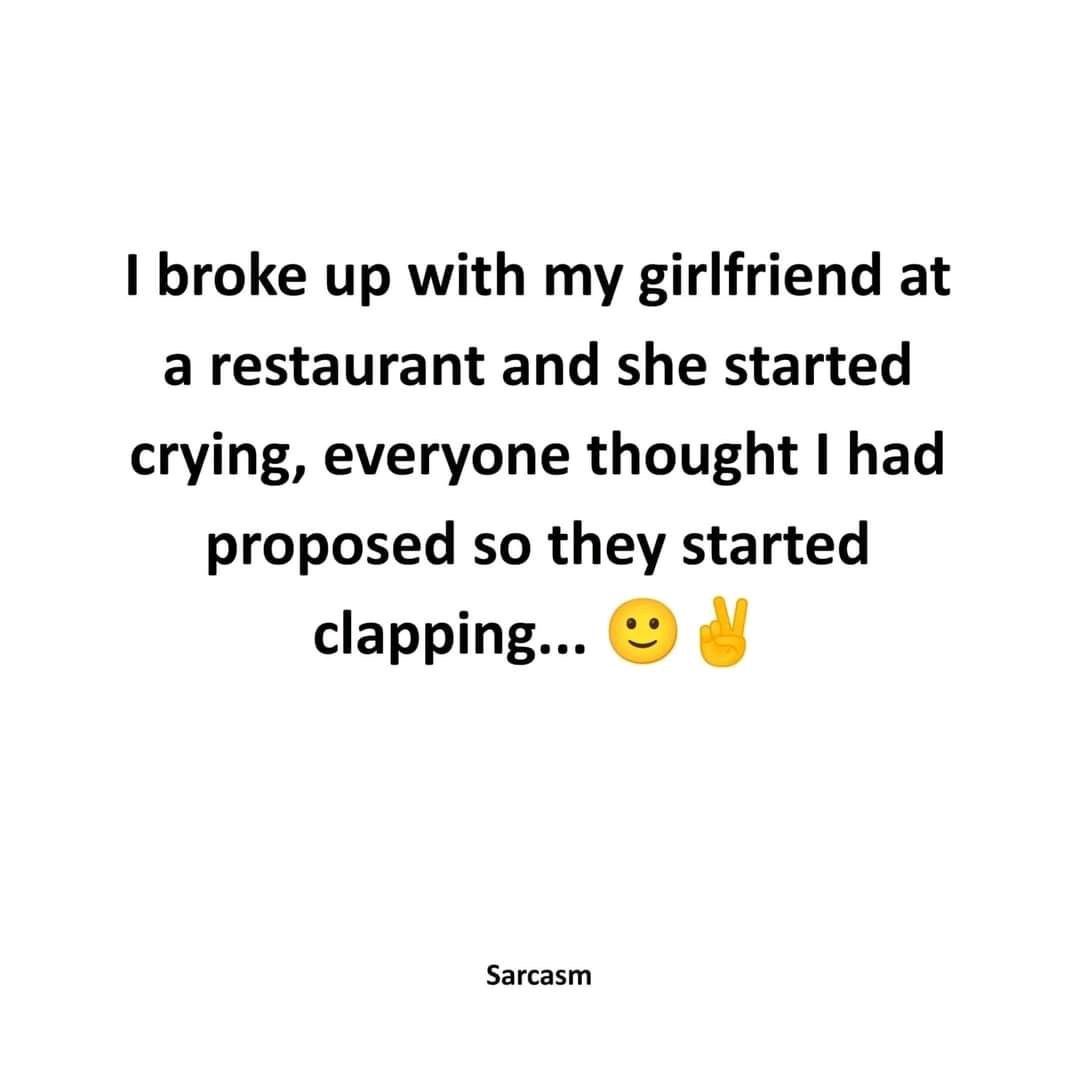 I broke up with my girlfriend at
a restaurant and she started
crying, everyone thought I had
proposed so they started
clapping... 🙂✌️
Sarcasm